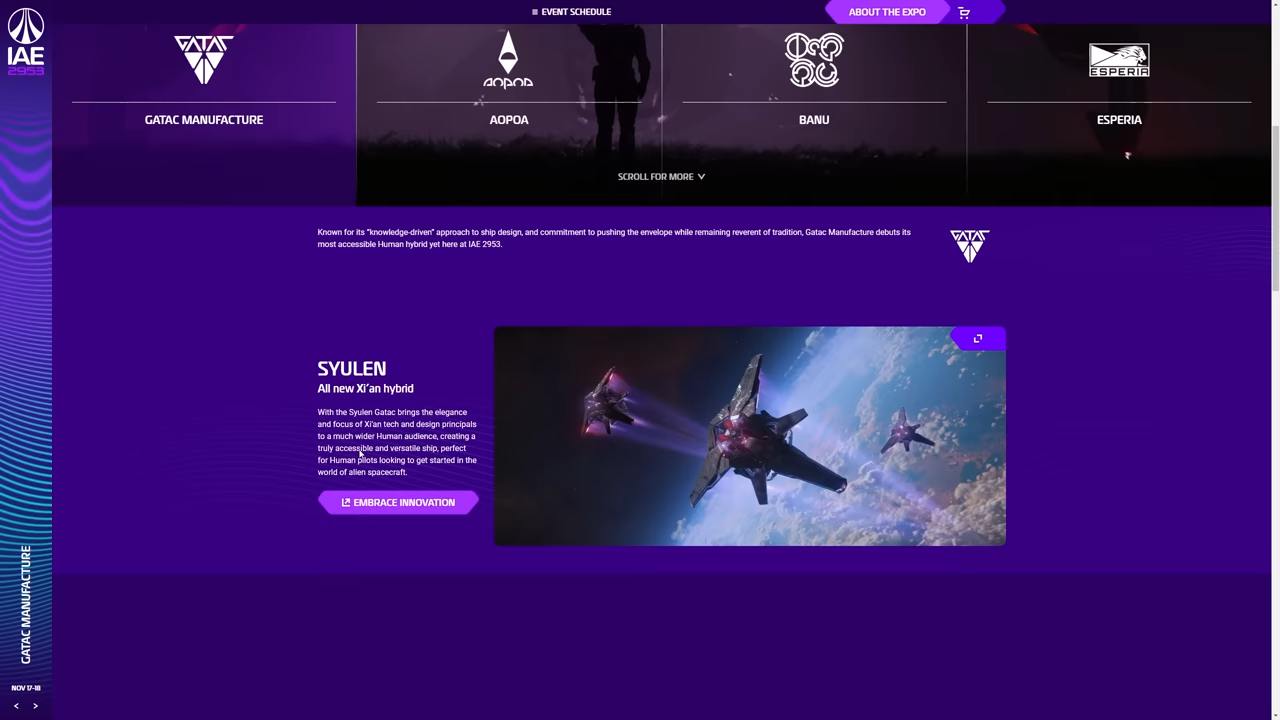 EVENT SCHEDULE
ABOUT THE EXPO
IAE
2953
GATAC
AOPOA
ESPERIA
GATAC MANUFACTURE
AOPOA
BANU
ESPERIA
SCROLL FOR MORE
Known for its “knowledge-driven” approach to ship design, and commitment to pushing the envelope while remaining reverent of tradition, Gatac Manufacture debuts its
most accessible Human hybrid yet here at IAE 2953.
GATAC
SYULEN
All new Xi'an hybrid
With the Syulen Gatac brings the elegance
and focus of Xi'an tech and design principals
to a much wider Human audience, creating a
truly accessible and versatile ship, perfect
for Human pilots looking to get started in the
world of alien spacecraft.
EMBRACE INNOVATION
GATAC MANUFACTURE
NOV 17-18